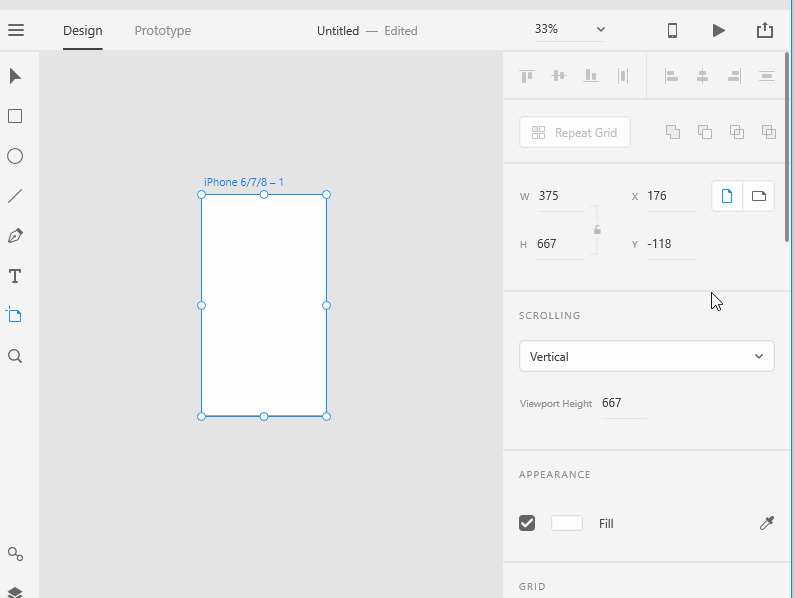 Design
Prototype
Untitled — Edited
33%
Repeat Grid
iPhone 6/7/8 – 1
W 375
X 176
H 667
Y -118
SCROLLING
Vertical
Viewport Height 667
APPEARANCE
Fill
GRID